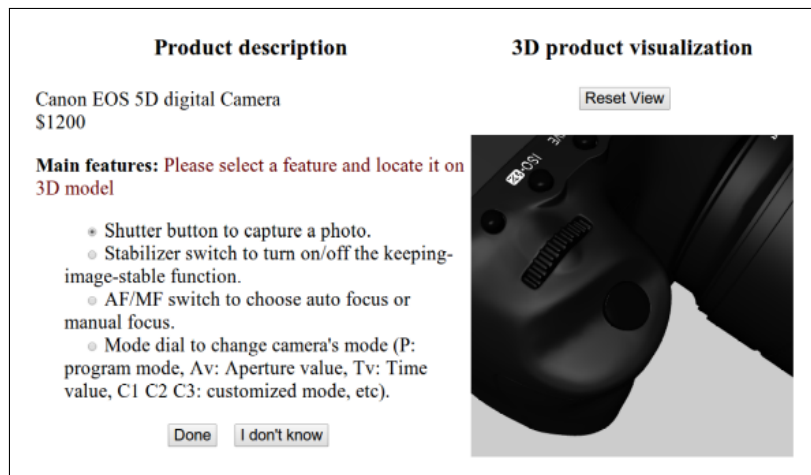 Product description
Canon EOS 5D digital Camera
$1200
Main features: Please select a feature and locate it on
3D model
Shutter button to capture a photo.
Stabilizer switch to turn on/off the keeping-
image-stable function.
AF/MF switch to choose auto focus or
manual focus.
Mode dial to change camera's mode (P:
program mode, Av: Aperture value, Tv: Time
value, C1 C2 C3: customized mode, etc).
Done I don't know
3D product visualization
Reset View
ISO